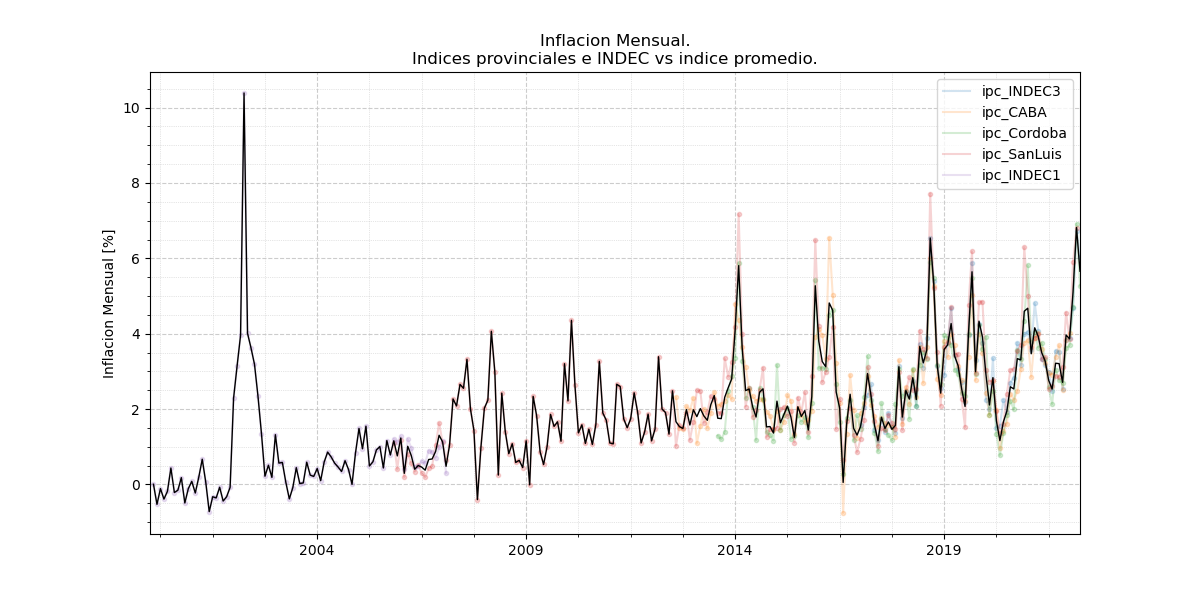 Inflacion Mensual.
Indices provinciales e INDEC vs indice promedio.
Inflacion Mensual [%]
10
8
6
4
2
0
2004
2009
2014
2019
ipc_INDEC3
ipc_CABA
ipc_Cordoba
ipc_SanLuis
ipc_INDEC1